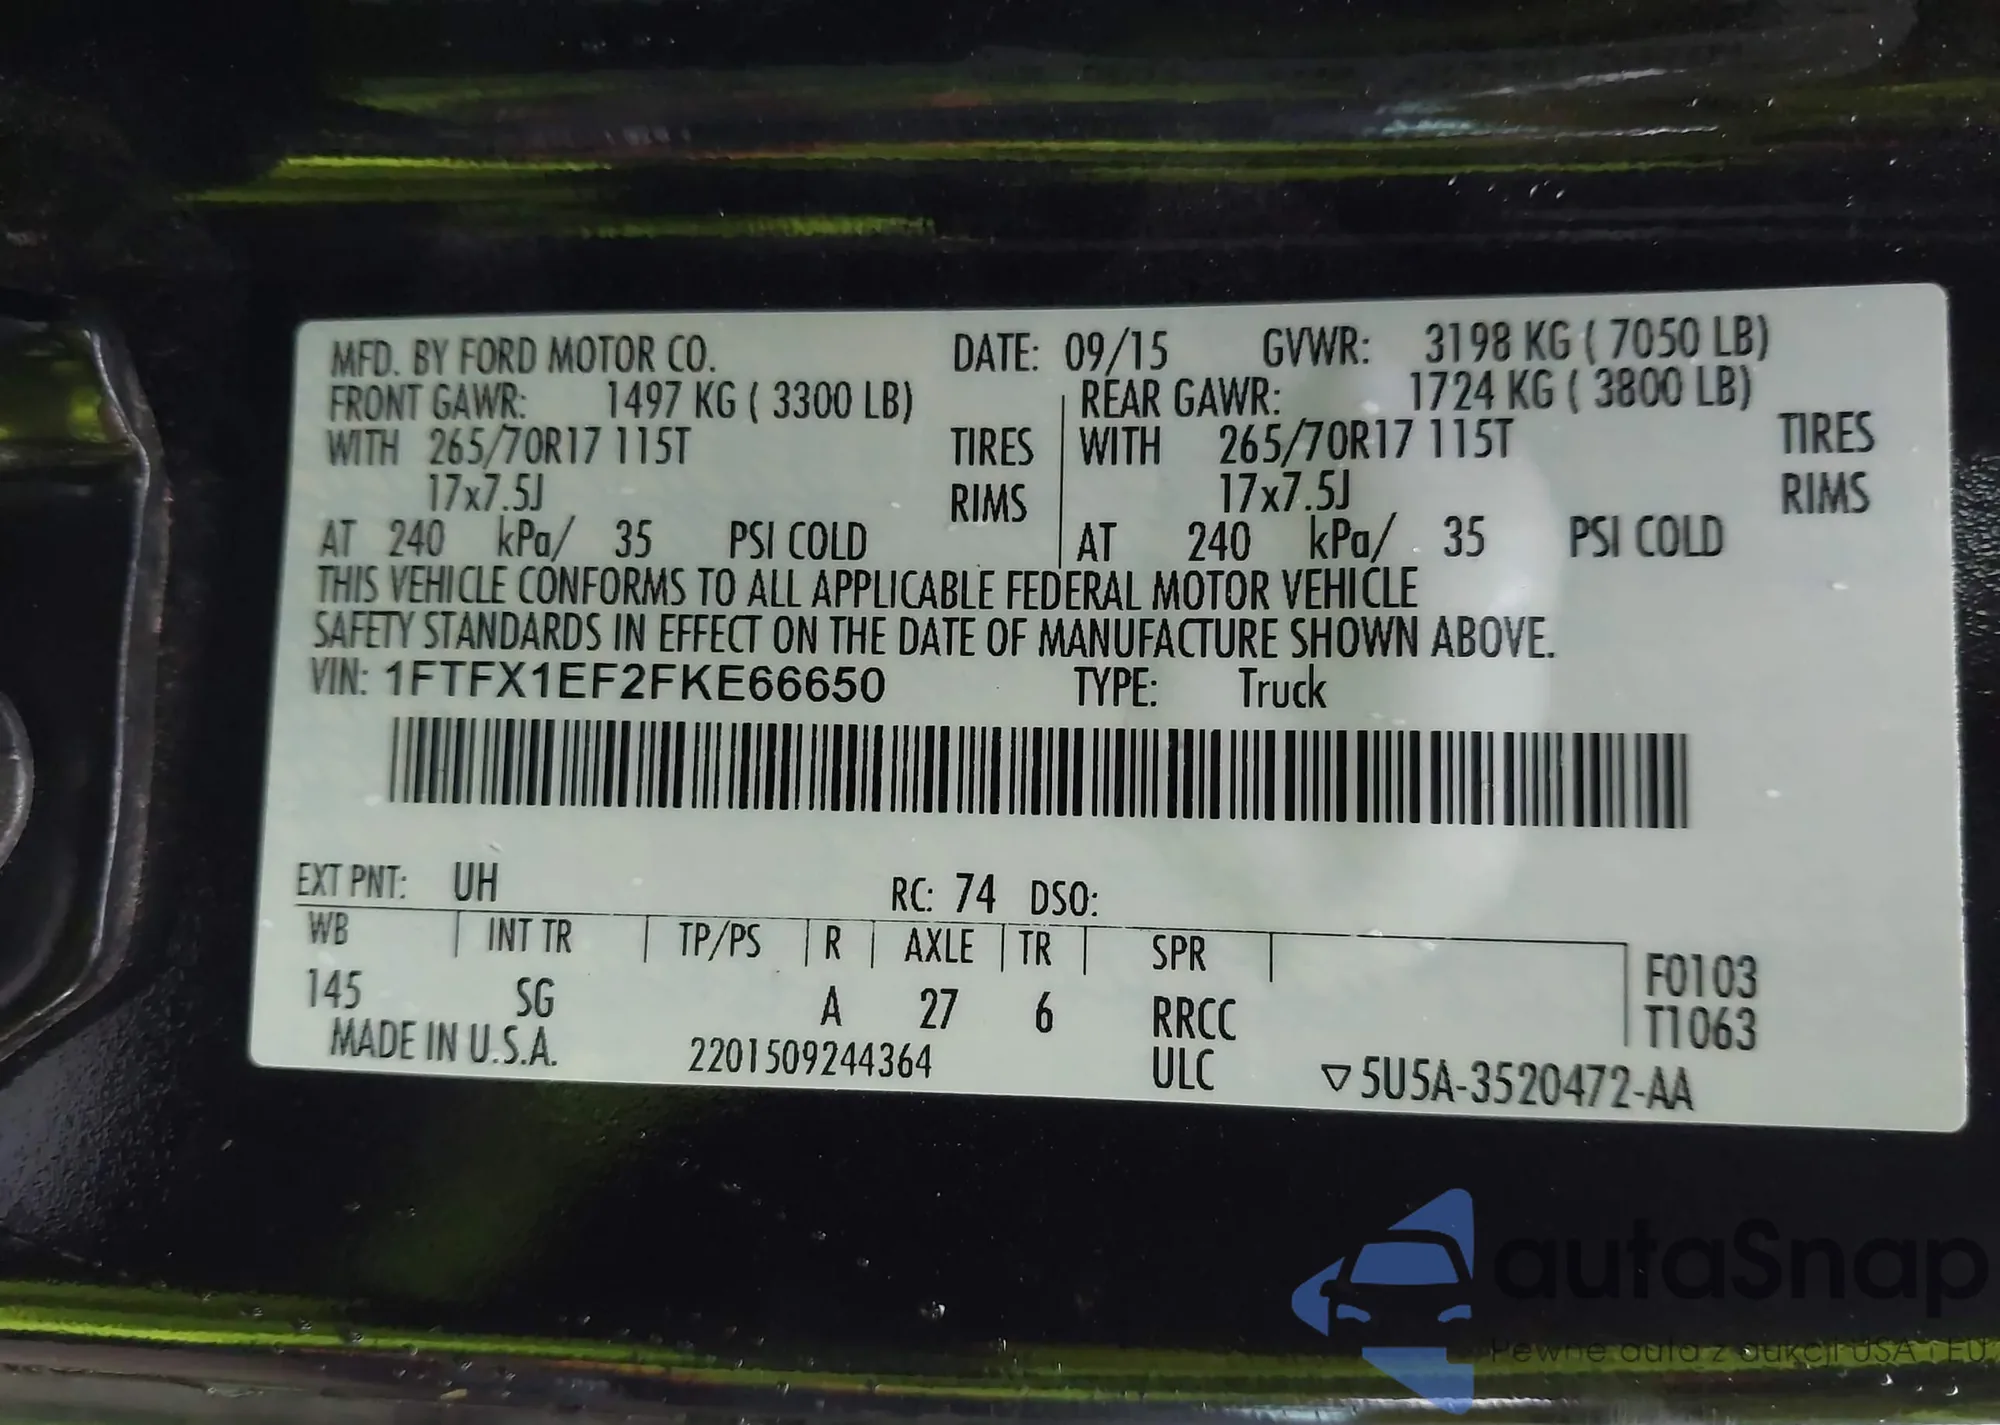 MFD. BY FORD MOTOR CO. DATE: 09/15 GVWR: 3198 KG ( 7050 LB)
FRONT GAWR: 1497 KG ( 3300 LB) REAR GAWR: 1724 KG ( 3800 LB)
WITH 265/70R17 115T TIRES WITH 265/70R17 115T TIRES
17x7.5J RIMS 17x7.5J RIMS
AT 240 kPa/ 35 PSI COLD AT 240 kPa/ 35 PSI COLD
THIS VEHICLE CONFORMS TO ALL APPLICABLE FEDERAL MOTOR VEHICLE
SAFETY STANDARDS IN EFFECT ON THE DATE OF MANUFACTURE SHOWN ABOVE.
VIN: 1FTFX1EF2FKE66650 TYPE: Truck
EXT PNT: UH RC: 74 DSO:
WB INT TR TP/PS R AXLE TR SPR F0103
145 SG A 27 6 RRCC T1063
MADE IN U.S.A. 2201509244364 ULC ▽5U5A-3520472-AA
autaSnap
Pewne auta z aukcji USA i EU